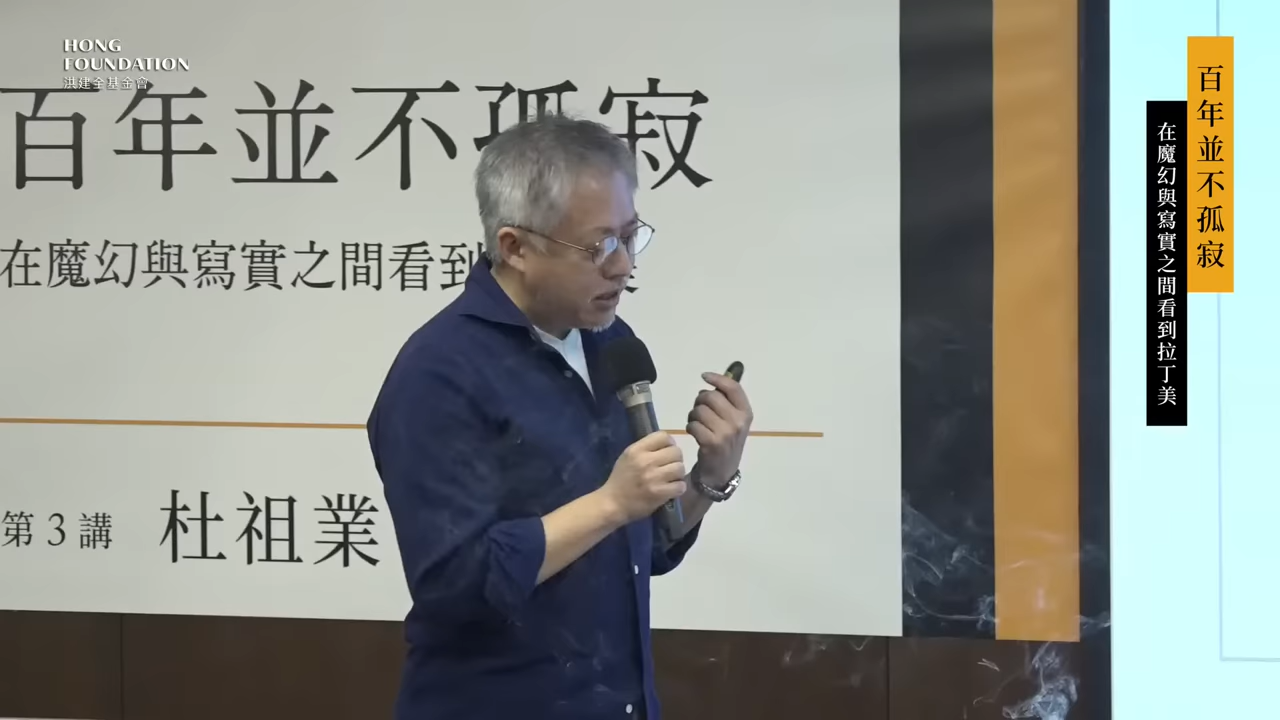 HONG
FOUNDATION
洪建全基金會
百年並不孤寂
在魔幻與寫實之間看到
第3講 杜祖業
百年並不孤寂
在魔幻與寫實之間看到拉丁美